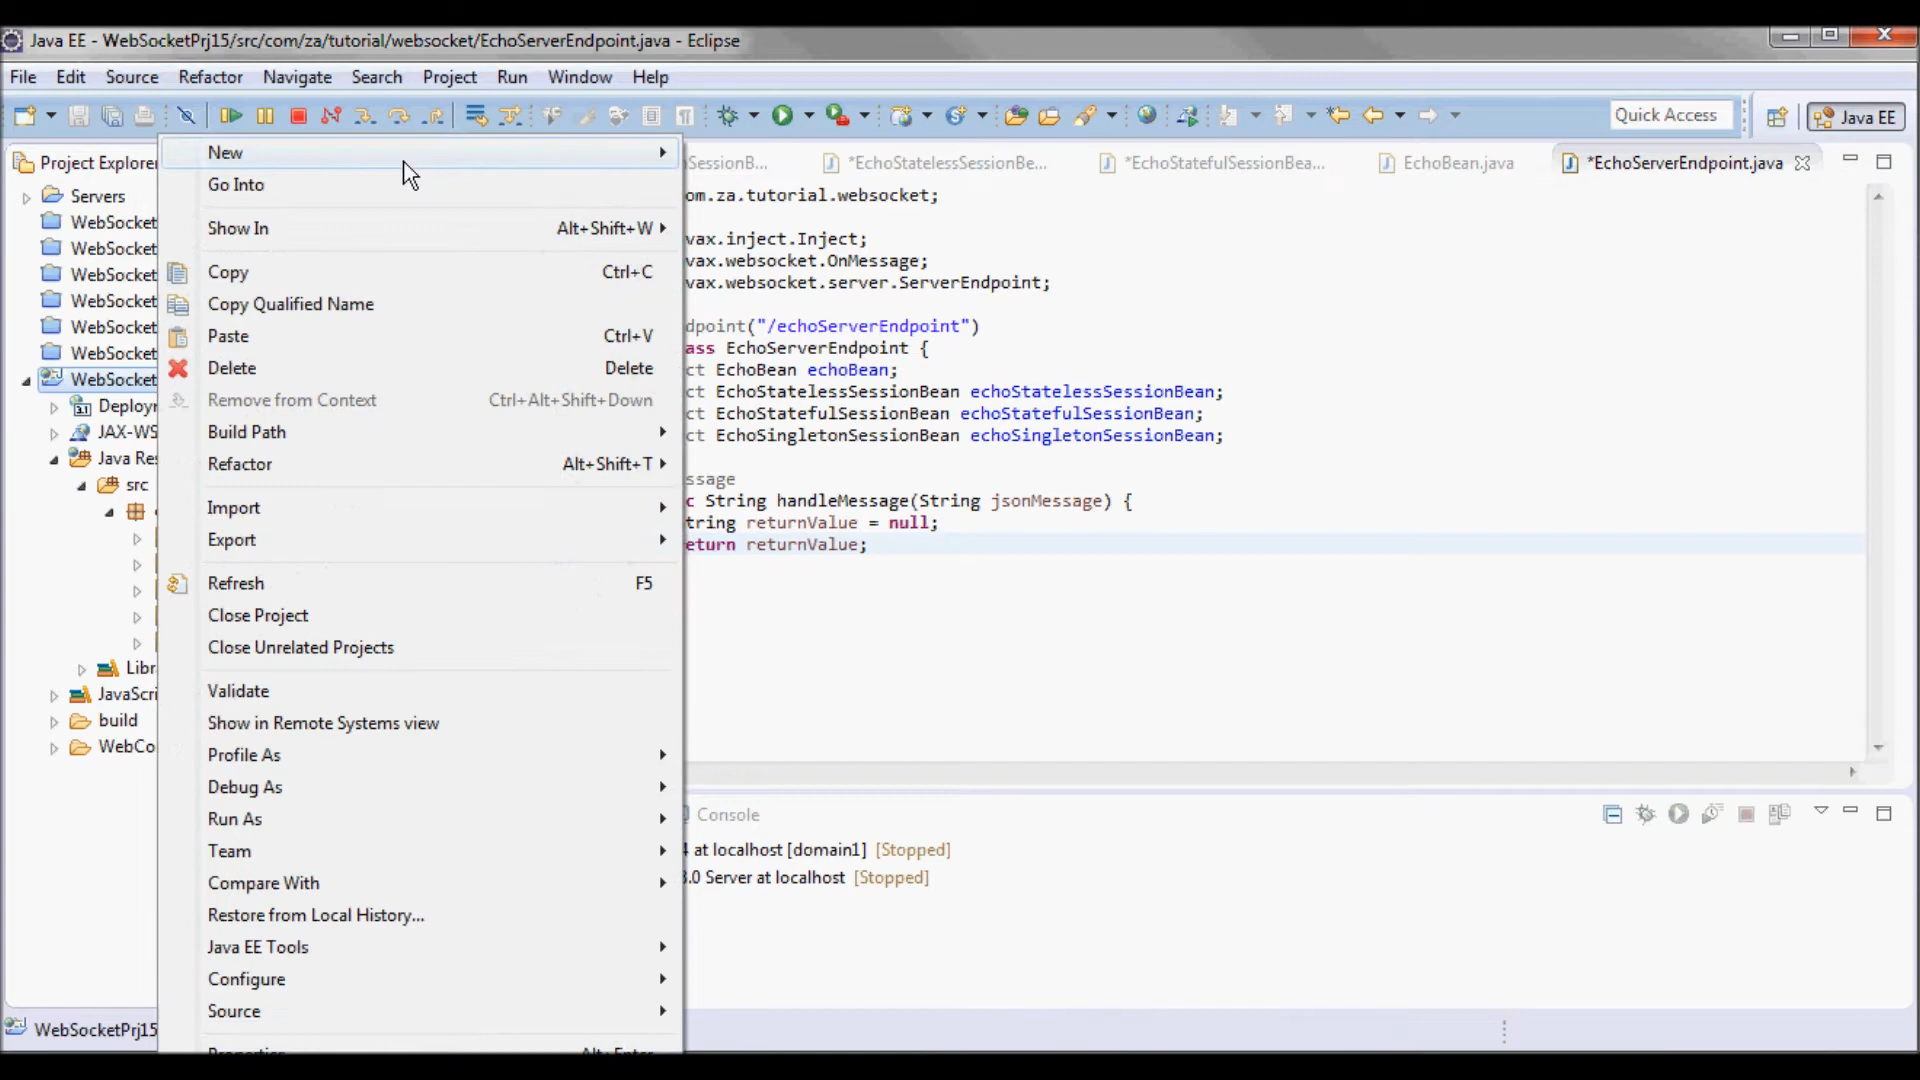 Java EE - WebSocketPrj15/src/com/za/tutorial/websocket/EchoServerEndpoint.java - Eclipse
File Edit Source Refactor Navigate Search Project Run Window Help
Quick Access Java EE
Project Explore
SessionB... *EchoStatelessSessionBe... *EchoStatefulSessionBea... EchoBean.java *EchoServerEndpoint.java
Servers
WebSocket
WebSocket
WebSocket
WebSocket
WebSocket
WebSocket
WebSocket
Deploy
JAX-WS
Java Re
src
Libr
JavaScri
build
WebCo
New
Go Into
Show In Alt+Shift+W
Copy Ctrl+C
Copy Qualified Name
Paste Ctrl+V
Delete Delete
Remove from Context Ctrl+Alt+Shift+Down
Build Path
Refactor Alt+Shift+T
Import
Export
Refresh F5
Close Project
Close Unrelated Projects
Validate
Show in Remote Systems view
Profile As
Debug As
Run As
Team
Compare With
Restore from Local History...
Java EE Tools
Configure
Source
Properties Alt+Enter
om.za.tutorial.websocket;
vax.inject.Inject;
vax.websocket.OnMessage;
vax.websocket.server.ServerEndpoint;
dpoint("/echoServerEndpoint")
ass EchoServerEndpoint {
ct EchoBean echoBean;
ct EchoStatelessSessionBean echoStatelessSessionBean;
ct EchoStatefulSessionBean echoStatefulSessionBean;
ct EchoSingletonSessionBean echoSingletonSessionBean;
ssage
c String handleMessage(String jsonMessage) {
tring returnValue = null;
eturn returnValue;
Console
4 at localhost [domain1] [Stopped]
3.0 Server at localhost [Stopped]
WebSocketPrj15